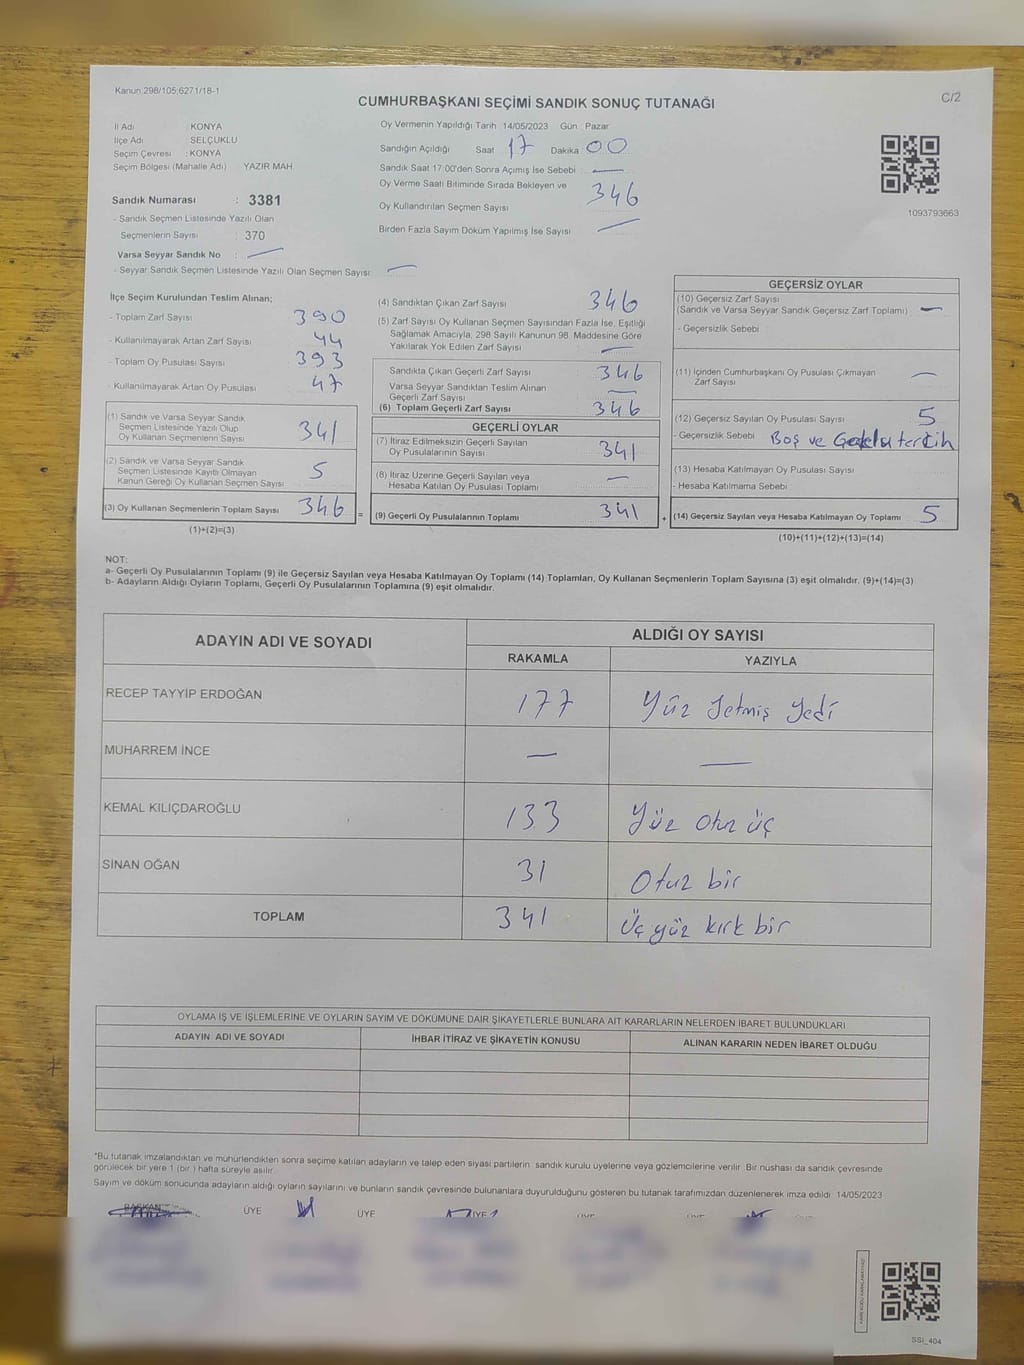 Kanun.298/105;6271/18-1
C/2
CUMHURBAŞKANI SEÇİMİ SANDIK SONUÇ TUTANAĞI
İl Adı : KONYA
İlçe Adı : SELÇUKLU
Seçim Çevresi : KONYA
Seçim Bölgesi (Mahalle Adı) YAZIR MAH.
Sandık Numarası : 3381
- Sandık Seçmen Listesinde Yazılı Olan
Seçmenlerin Sayısı : 370
Varsa Seyyar Sandık No : —
- Seyyar Sandık Seçmen Listesinde Yazılı Olan Seçmen Sayısı: —
Oy Vermenin Yapıldığı Tarih : 14/05/2023 Gün : Pazar
Sandığın Açıldığı Saat 17 Dakika 00
Sandık Saat 17:00'den Sonra Açımış İse Sebebi : —
Oy Verme Saati Bitiminde Sırada Bekleyen ve
Oy Kullandırılan Seçmen Sayısı 346
Birden Fazla Sayım Döküm Yapılmış İse Sayısı —
1093793663
İlçe Seçim Kurulundan Teslim Alınan;
- Toplam Zarf Sayısı 390
- Kullanılmayarak Artan Zarf Sayısı 44
- Toplam Oy Pusulası Sayısı 393
- Kullanılmayarak Artan Oy Pusulası 47
(1) Sandık ve Varsa Seyyar Sandık
Seçmen Listesinde Yazılı Olup
Oy Kullanan Seçmenlerin Sayısı 341
(2) Sandık ve Varsa Seyyar Sandık
Seçmen Listesinde Kayıtlı Olmayan
Kanun Gereği Oy Kullanan Seçmen Sayısı 5
(3) Oy Kullanan Seçmenlerin Toplam Sayısı 346 =
(1)+(2)=(3)
(4) Sandıktan Çıkan Zarf Sayısı 346
(5) Zarf Sayısı Oy Kullanan Seçmen Sayısından Fazla İse, Eşitliği
Sağlamak Amacıyla, 298 Sayılı Kanunun 98. Maddesine Göre
Yakılarak Yok Edilen Zarf Sayısı —
Sandıkta Çıkan Geçerli Zarf Sayısı 346
Varsa Seyyar Sandıktan Teslim Alınan
Geçerli Zarf Sayısı —
(6) Toplam Geçerli Zarf Sayısı 346
GEÇERLİ OYLAR
(7) İtiraz Edilmeksizin Geçerli Sayılan
Oy Pusulalarının Sayısı 341
(8) İtiraz Üzerine Geçerli Sayılan veya
Hesaba Katılan Oy Pusulası Toplamı —
(9) Geçerli Oy Pusulalarının Toplamı 341 +
GEÇERSİZ OYLAR
(10) Geçersiz Zarf Sayısı
(Sandık ve Varsa Seyyar Sandık Geçersiz Zarf Toplamı) —
- Geçersizlik Sebebi
(11) İçinden Cumhurbaşkanı Oy Pusulası Çıkmayan
Zarf Sayısı —
(12) Geçersiz Sayılan Oy Pusulası Sayısı 5
- Geçersizlik Sebebi Boş ve tercih
(13) Hesaba Katılmayan Oy Pusulası Sayısı
- Hesaba Katılmama Sebebi
(14) Geçersiz Sayılan veya Hesaba Katılmayan Oy Toplamı 5
(10)+(11)+(12)+(13)=(14)
NOT:
a- Geçerli Oy Pusulalarının Toplamı (9) ile Geçersiz Sayılan veya Hesaba Katılmayan Oy Toplamı (14) Toplamları, Oy Kullanan Seçmenlerin Toplam Sayısına (3) eşit olmalıdır. (9)+(14)=(3)
b- Adayların Aldığı Oyların Toplamı, Geçerli Oy Pusulalarının Toplamına (9) eşit olmalıdır.
ADAYIN ADI VE SOYADI ALDIĞI OY SAYISI
RAKAMLA YAZIYLA
RECEP TAYYİP ERDOĞAN 177 Yüz Yetmiş Yedi
MUHARREM İNCE — —
KEMAL KILIÇDAROĞLU 133 Yüz Otuz üç
SİNAN OĞAN 31 Otuz bir
TOPLAM 341 Üç yüz kırk bir
OYLAMA İŞ VE İŞLEMLERİNE VE OYLARIN SAYIM VE DÖKÜMÜNE DAİR ŞİKAYETLERLE BUNLARA AİT KARARLARIN NELERDEN İBARET BULUNDUKLARI
ADAYIN ADI VE SOYADI İHBAR İTİRAZ VE ŞİKAYETİN KONUSU ALINAN KARARIN NEDEN İBARET OLDUĞU
*Bu tutanak imzalandıktan ve mühürlendikten sonra seçime katılan adayların ve talep eden siyasi partilerin sandık kurulu üyelerine veya gözlemcilerine verilir. Bir nüshası da sandık çevresinde
görülecek bir yere 1 (bir ) hafta süreyle asılır.
Sayım ve döküm sonucunda adayların aldığı oyların sayılarını ve bunların sandık çevresinde bulunanlara duyurulduğunu gösteren bu tutanak tarafımızdan düzenlenerek imza edildi. 14/05/2023
BAŞKAN ÜYE ÜYE ÜYE
SSI_404